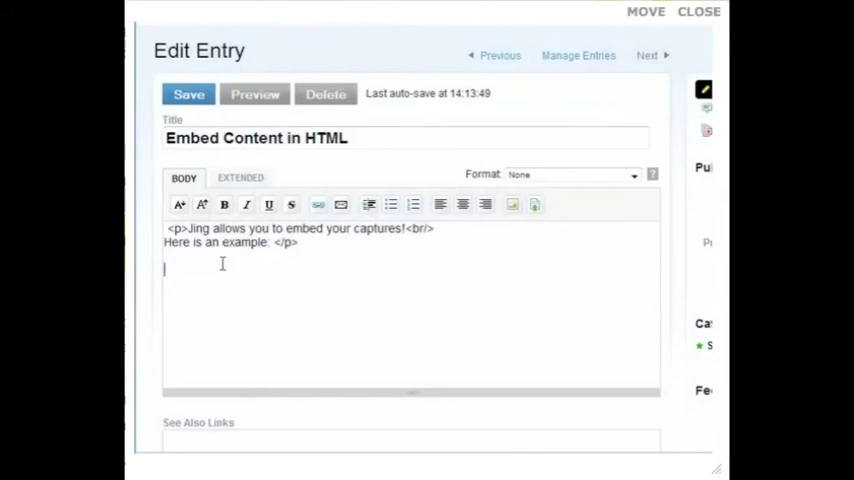 MOVE CLOSE
Edit Entry
Previous Manage Entries Next
Save Preview Delete Last auto-save at 14:13:49
Title
Embed Content in HTML
BODY EXTENDED Format: None ?
A+ A B I U S
<p>Jing allows you to embed your captures!<br/>
Here is an example: </p>
See Also Links
Pu
P
Ca
S
Fe